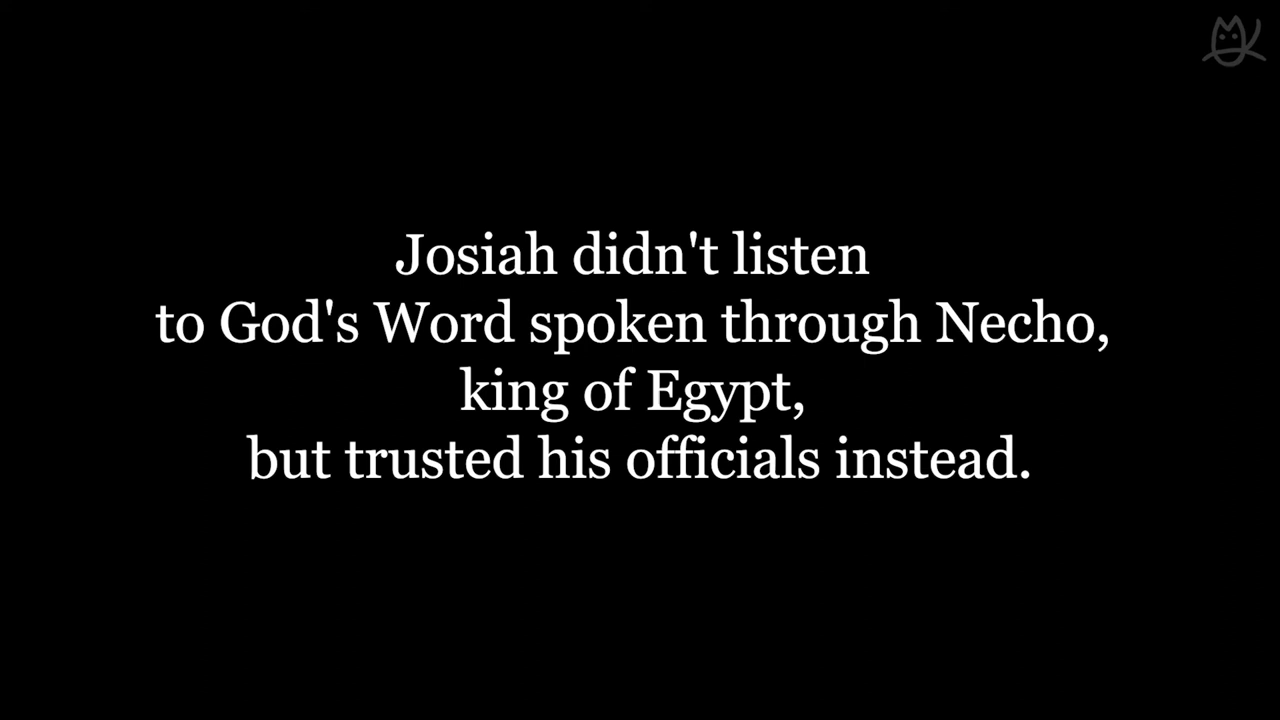 Josiah didn't listen
to God's Word spoken through Necho,
king of Egypt,
but trusted his officials instead.